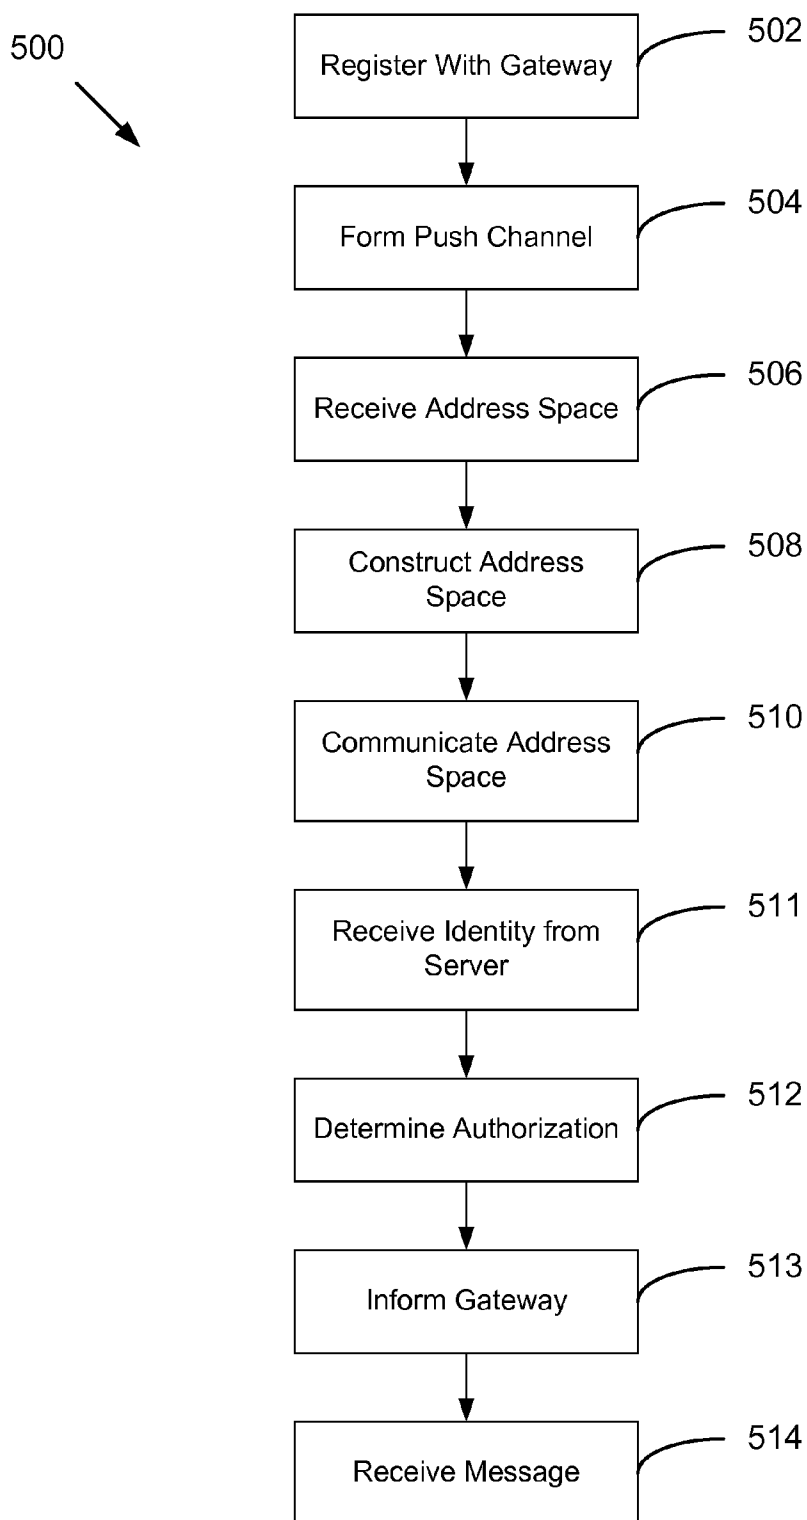 500
Register With Gateway
502
Form Push Channel
504
Receive Address Space
506
Construct Address
Space
508
Communicate Address
Space
510
Receive Identity from
Server
511
Determine Authorization
512
Inform Gateway
513
Receive Message
514